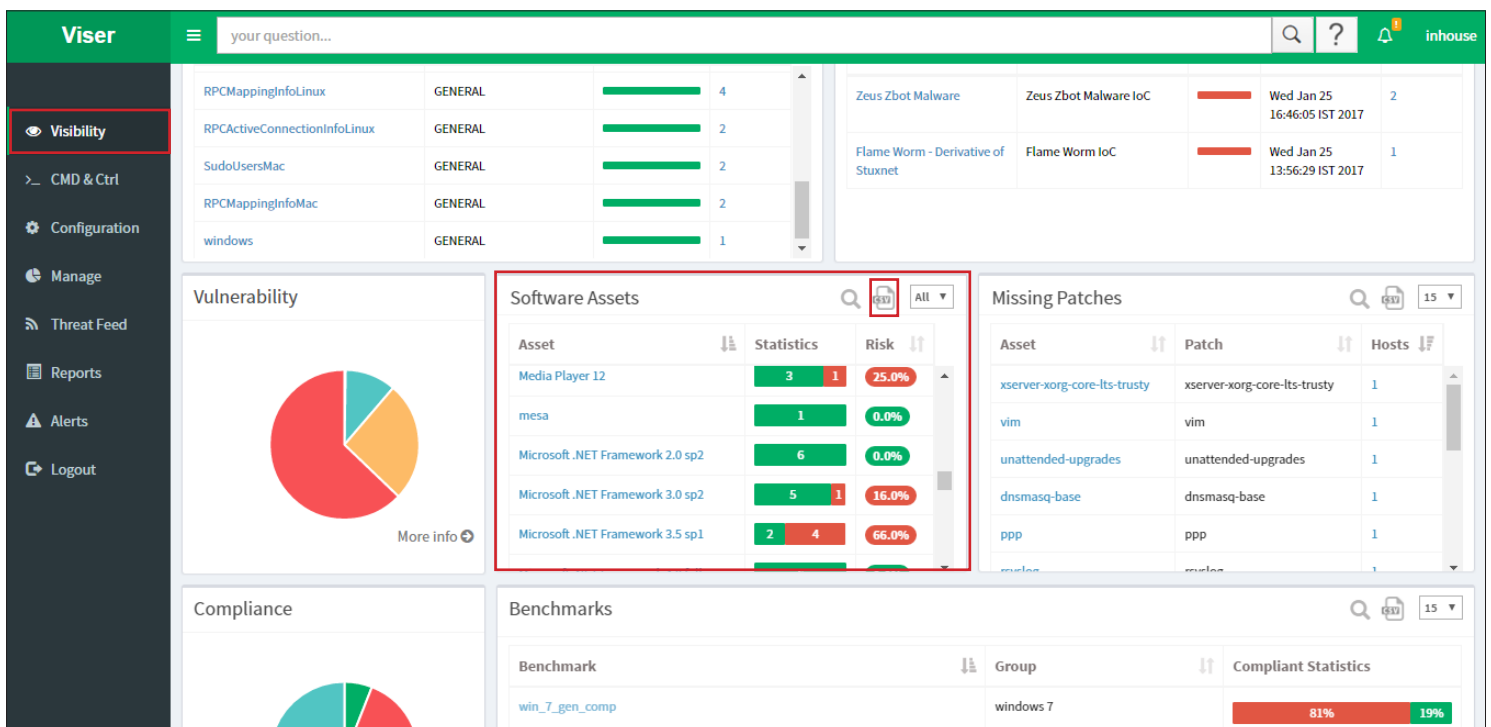 Viser
your question...
?
!
inhouse
Visibility
CMD & Ctrl
Configuration
Manage
Threat Feed
Reports
Alerts
Logout
RPCMappingInfoLinux GENERAL 4
RPCActiveConnectionInfoLinux GENERAL 2
SudoUsersMac GENERAL 2
RPCMappingInfoMac GENERAL 2
windows GENERAL 1
Zeus Zbot Malware Zeus Zbot Malware IoC Wed Jan 25 2
16:46:05 IST 2017
Flame Worm - Derivative of Flame Worm IoC Wed Jan 25 1
Stuxnet 13:56:29 IST 2017
Vulnerability
More info
Software Assets CSV All
Asset Statistics Risk
Media Player 12 3 1 25.0%
mesa 1 0.0%
Microsoft .NET Framework 2.0 sp2 6 0.0%
Microsoft .NET Framework 3.0 sp2 5 1 16.0%
Microsoft .NET Framework 3.5 sp1 2 4 66.0%
Missing Patches CSV 15
Asset Patch Hosts
xserver-xorg-core-lts-trusty xserver-xorg-core-lts-trusty 1
vim vim 1
unattended-upgrades unattended-upgrades 1
dnsmasq-base dnsmasq-base 1
ppp ppp 1
rsyslog rsyslog 1
Compliance
Benchmarks CSV 15
Benchmark Group Compliant Statistics
win_7_gen_comp windows 7 81% 19%